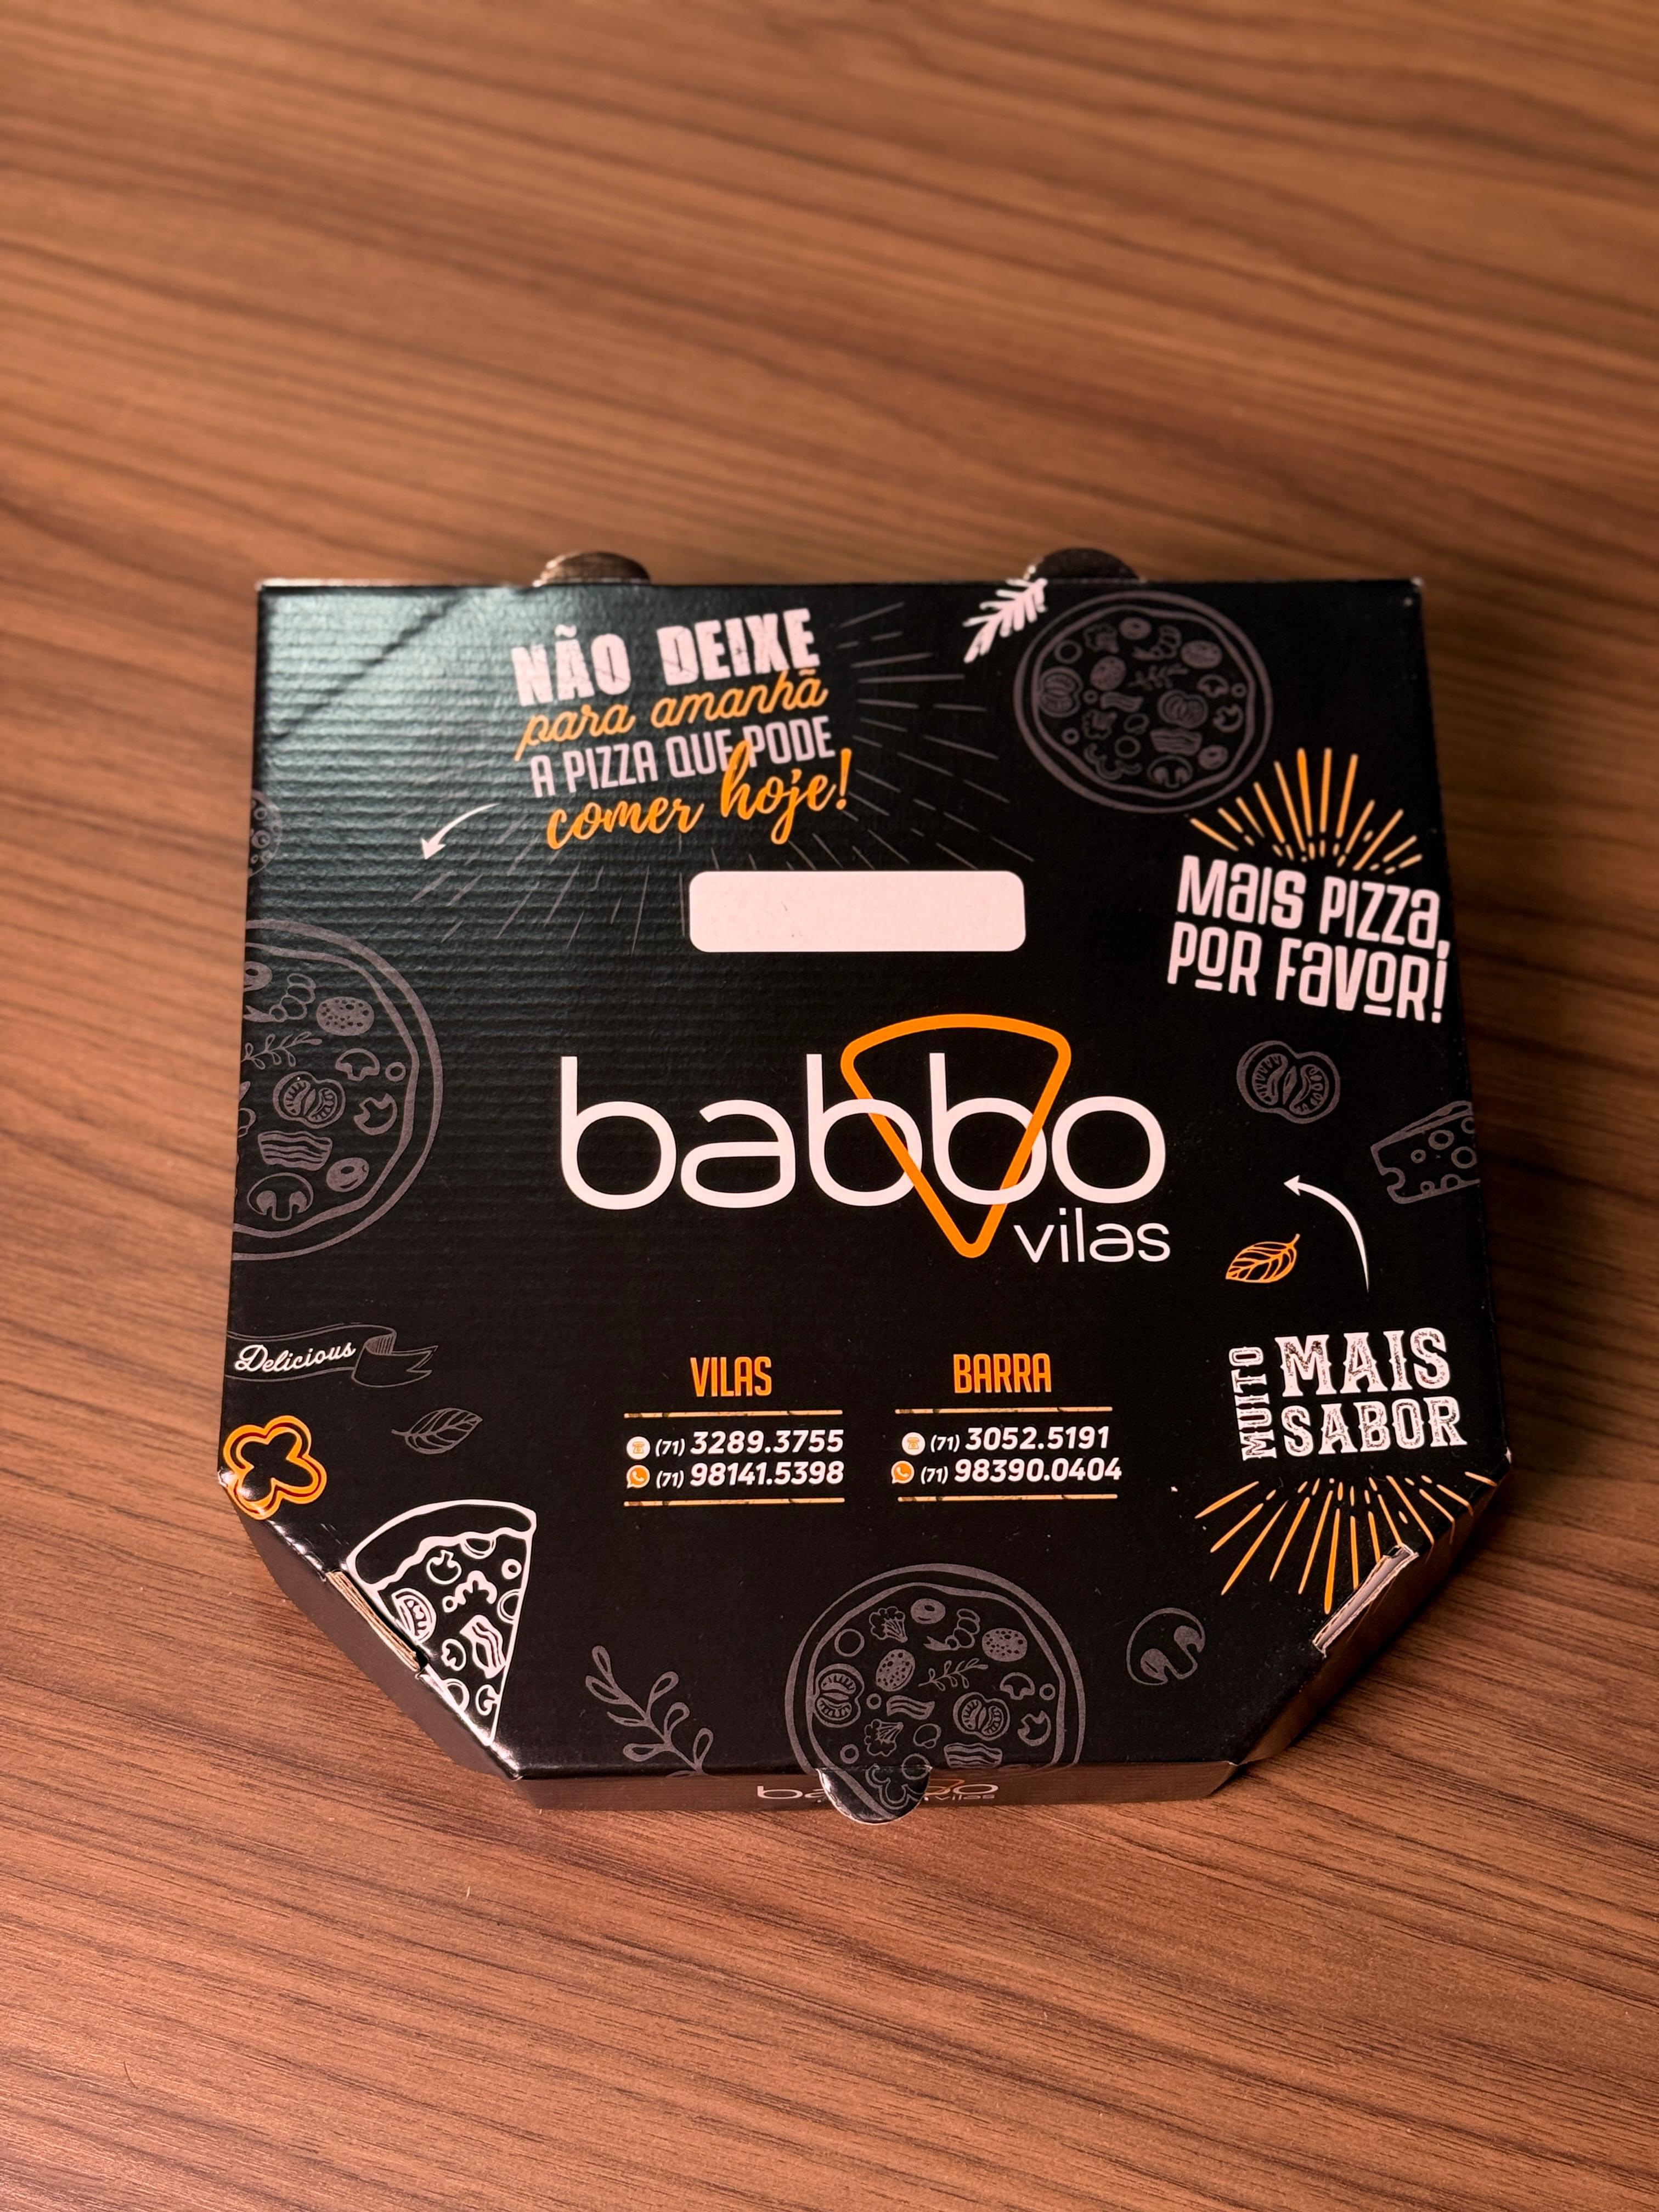 NÃO DEIXE
para amanhã
A PIZZA QUE PODE
comer hoje!
MAIS PIZZA,
POR FAVOR!
babbo
vilas
Delicious
VILAS
(71) 3289.3755
(71) 98141.5398
BARRA
(71) 3052.5191
(71) 98390.0404
MUITO
MAIS
SABOR
vilas